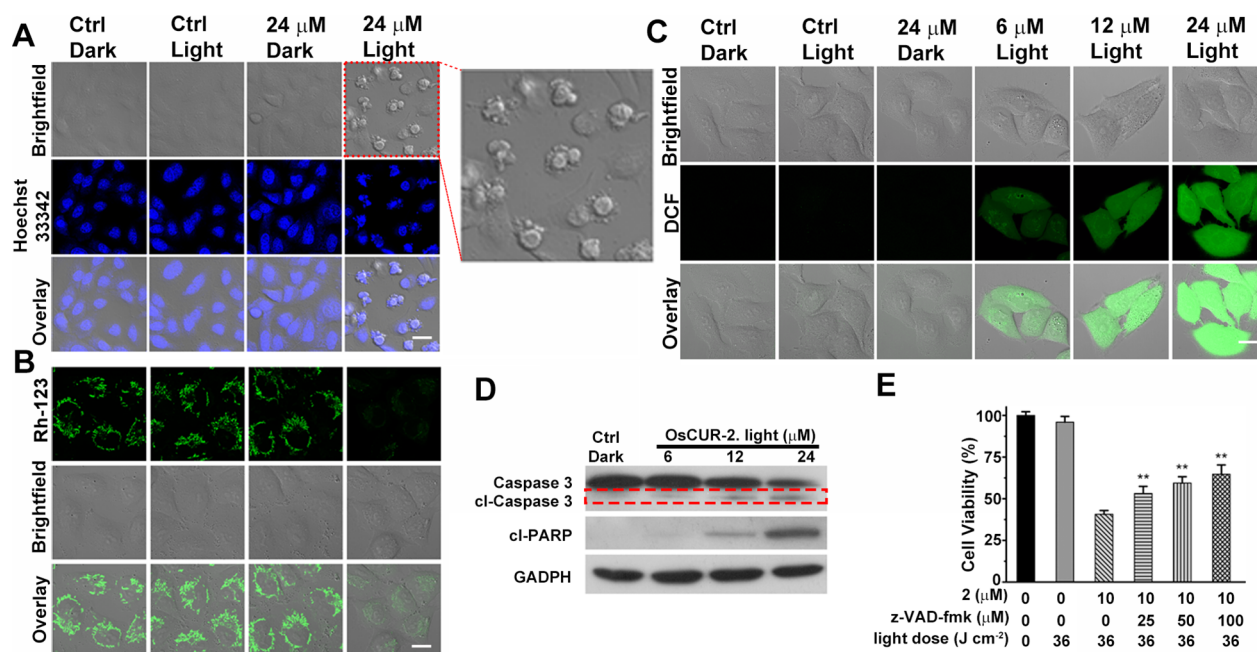 A
Ctrl Dark
Ctrl Light
24 μM Dark
24 μM Light
Brightfield
Hoechst 33342
Overlay
B
Rh-123
Brightfield
Overlay
C
Ctrl Dark
Ctrl Light
24 μM Dark
6 μM Light
12 μM Light
24 μM Light
Brightfield
DCF
Overlay
D
Ctrl Dark
OsCUR-2. light (μM)
6 12 24
Caspase 3
cl-Caspase 3
cl-PARP
GADPH
E
Cell Viability (%)
100
75
50
25
0
** ** **
2 (μM) 0 0 10 10 10 10
z-VAD-fmk (μM) 25 50 100
light dose (J cm⁻²) 0 36 36 36 36 36